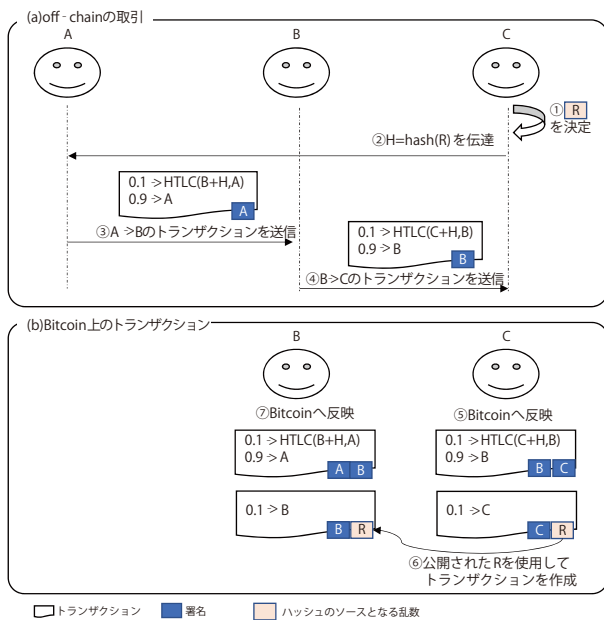 (a)off - chainの取引
A
B
C
①R
を決定
②H=hash(R) を伝達
0.1 ->HTLC(B+H,A)
0.9 ->A
A
③A ->Bのトランザクションを送信
0.1 ->HTLC(C+H,B)
0.9 ->B
B
④B->Cのトランザクションを送信
(b)Bitcoin上のトランザクション
B
C
⑦Bitcoinへ反映
⑤Bitcoinへ反映
0.1 ->HTLC(B+H,A)
0.9 ->A
A B
0.1 ->HTLC(C+H,B)
0.9 ->B
B C
0.1 -> B
B R
0.1 ->C
C R
⑥公開されたRを使用して
トランザクションを作成
トランザクション
署名
ハッシュのソースとなる乱数